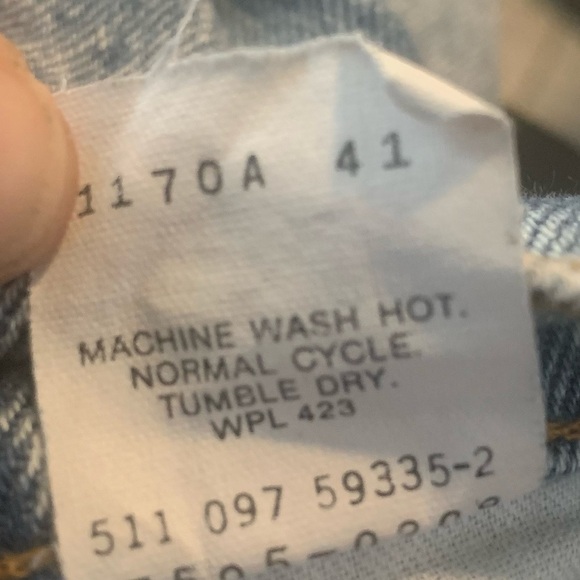 1170A 41
MACHINE WASH HOT.
NORMAL CYCLE.
TUMBLE DRY.
WPL 423
511 097 59335-2